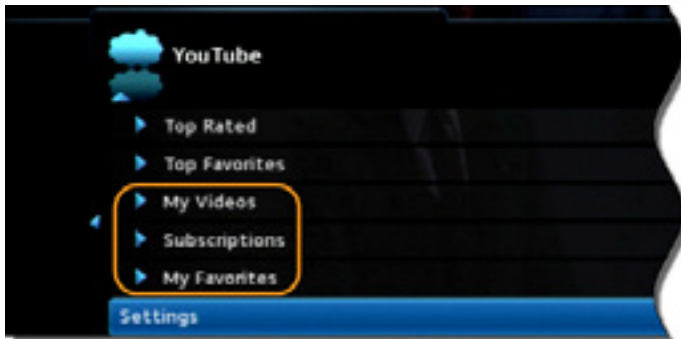 YouTube
Top Rated
Top Favorites
My Videos
Subscriptions
My Favorites
Settings